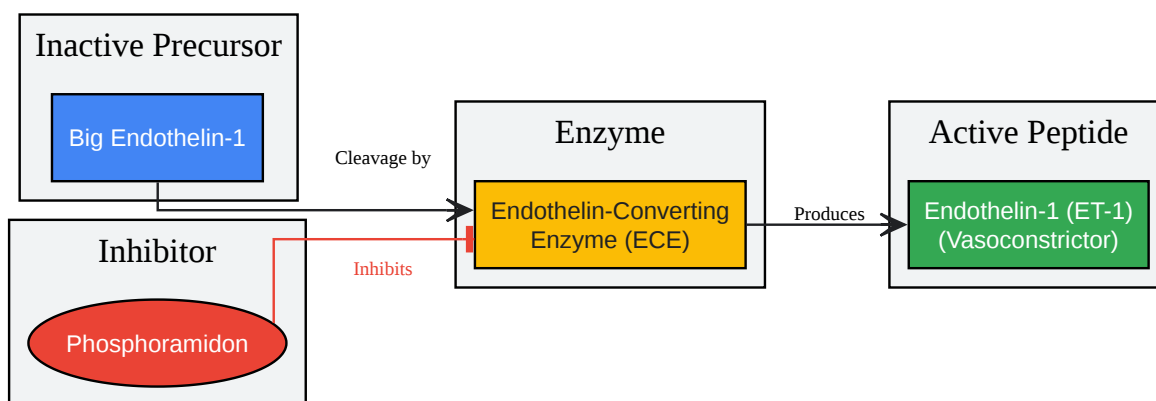 Inactive Precursor
Big Endothelin-1
Cleavage by
Enzyme
Endothelin-Converting
Enzyme (ECE)
Produces
Active Peptide
Endothelin-1 (ET-1)
(Vasoconstrictor)
Inhibitor
Inhibits
Phosphoramidon